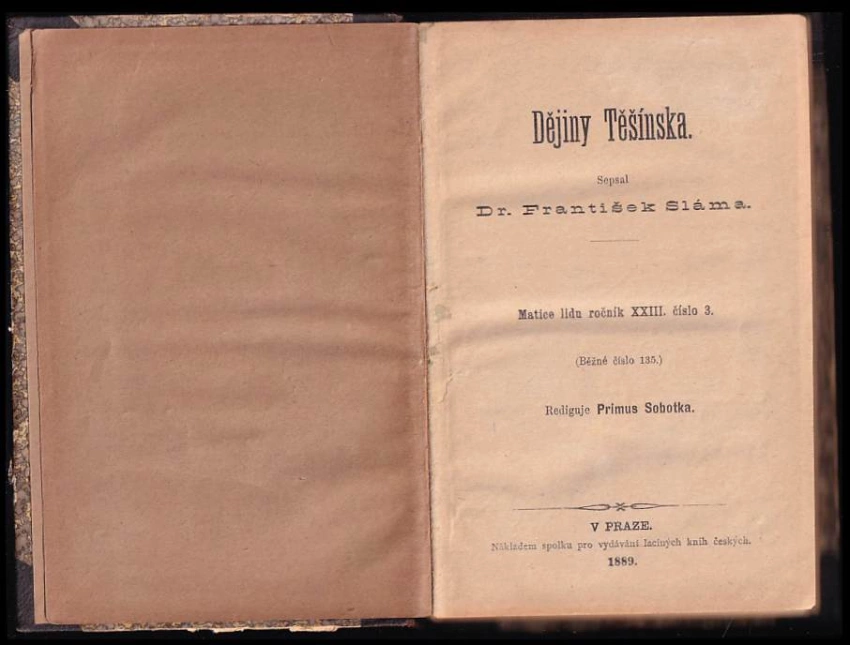 Dějiny Těšínska.
Sepsal
Dr. František Sláma.
Matice lidu ročník XXIII. číslo 3.
(Běžné číslo 135.)
Rediguje Primus Sobotka.
V PRAZE.
Nákladem spolku pro vydávání laciných knih českých.
1889.